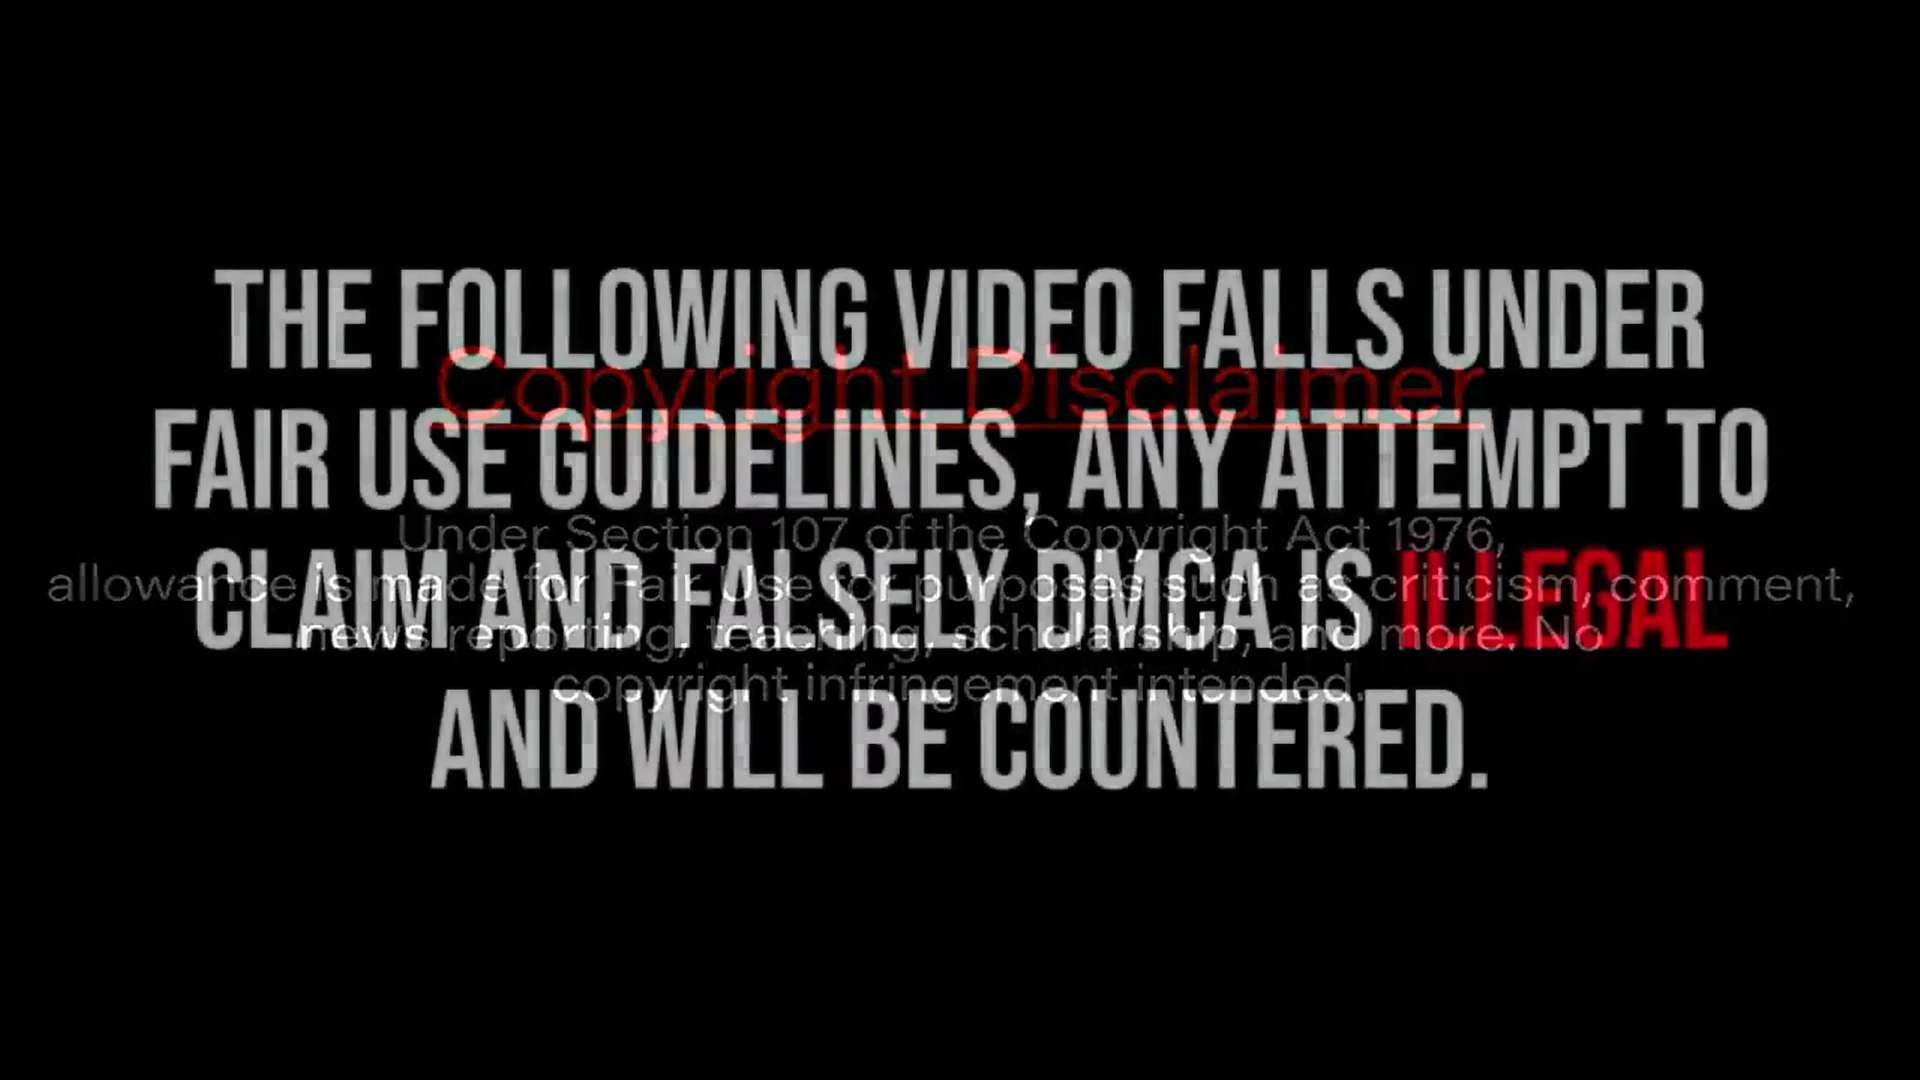 THE FOLLOWING VIDEO FALLS UNDER
Copyright Disclaimer
FAIR USE GUIDELINES, ANY ATTEMPT TO
Under Section 107 of the Copyright Act 1976,
CLAIM AND FALSELY DMCA IS ILLEGAL
allowance is made for Fair Use for purposes such as criticism, comment,
news reporting, teaching, scholarship, and more. No
copyright infringement intended.
AND WILL BE COUNTERED.